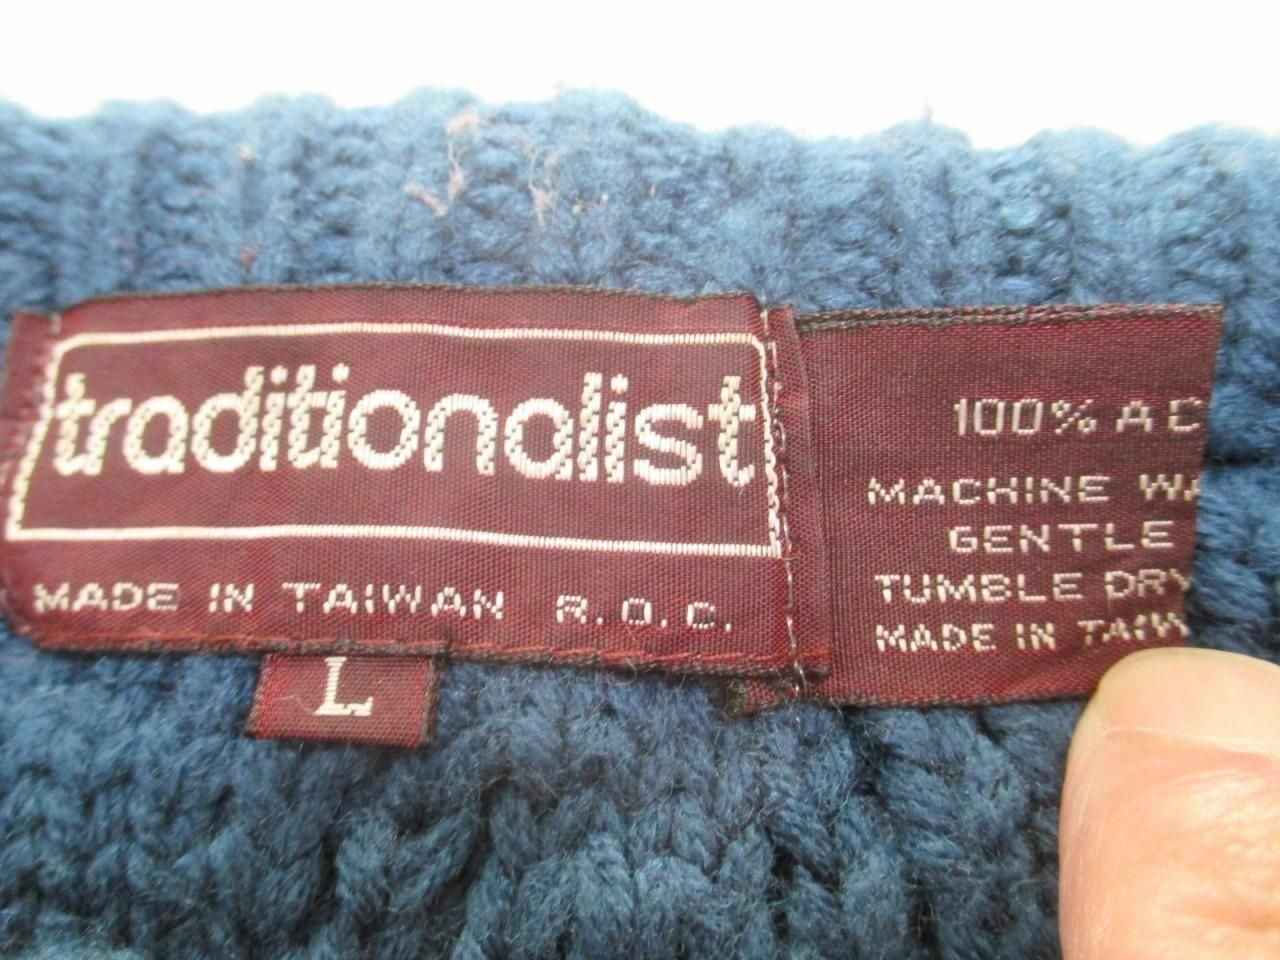 traditionalist
MADE IN TAIWAN R.O.C.
L
100% AC
MACHINE WA
GENTLE
TUMBLE DRY
MADE IN TAIW